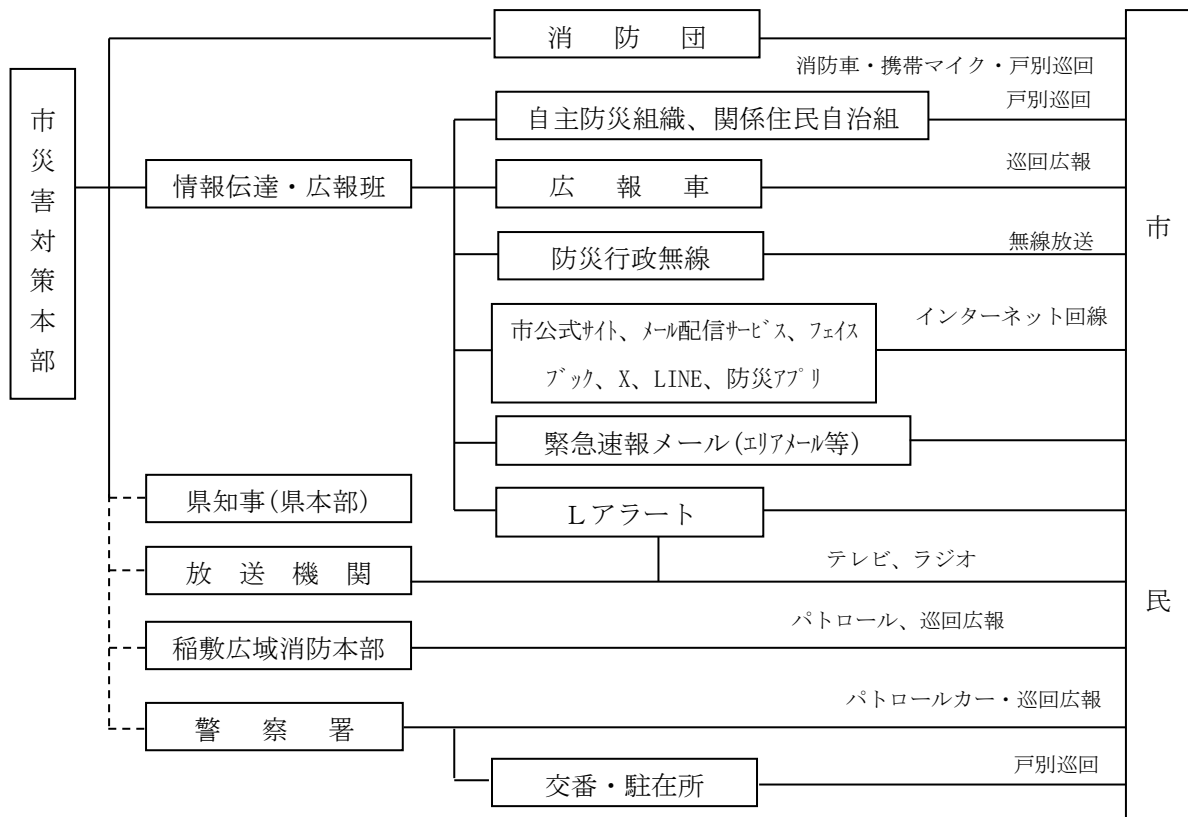 消防団
消防車・携帯マイク・戸別巡回
市災害対策本部
自主防災組織、関係住民自治組
戸別巡回
情報伝達・広報班
広報車
巡回広報
防災行政無線
無線放送
市公式サイト、メール配信サービス、フェイス
ブック、X、LINE、防災アプリ
インターネット回線
緊急速報メール(エリアメール等)
県知事(県本部)
Lアラート
放送機関
テレビ、ラジオ
稲敷広域消防本部
パトロール、巡回広報
警察署
パトロールカー・巡回広報
交番・駐在所
戸別巡回
市民